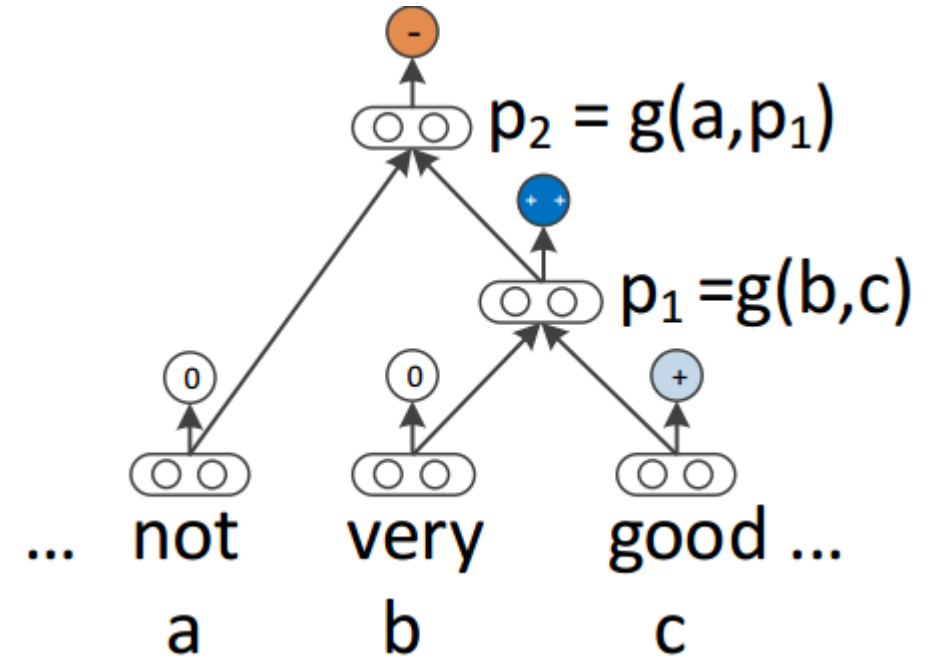 -
p₂ = g(a,p₁)
+ +
p₁ =g(b,c)
0 0 +
... not very good ...
a b c